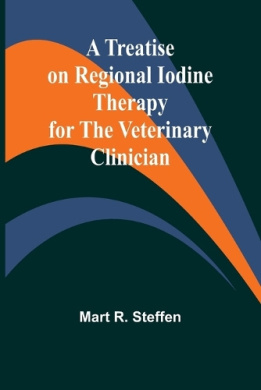 A Treatise
on Regional Iodine
Therapy
for The Veterinary
Clinician
Mart R. Steffen